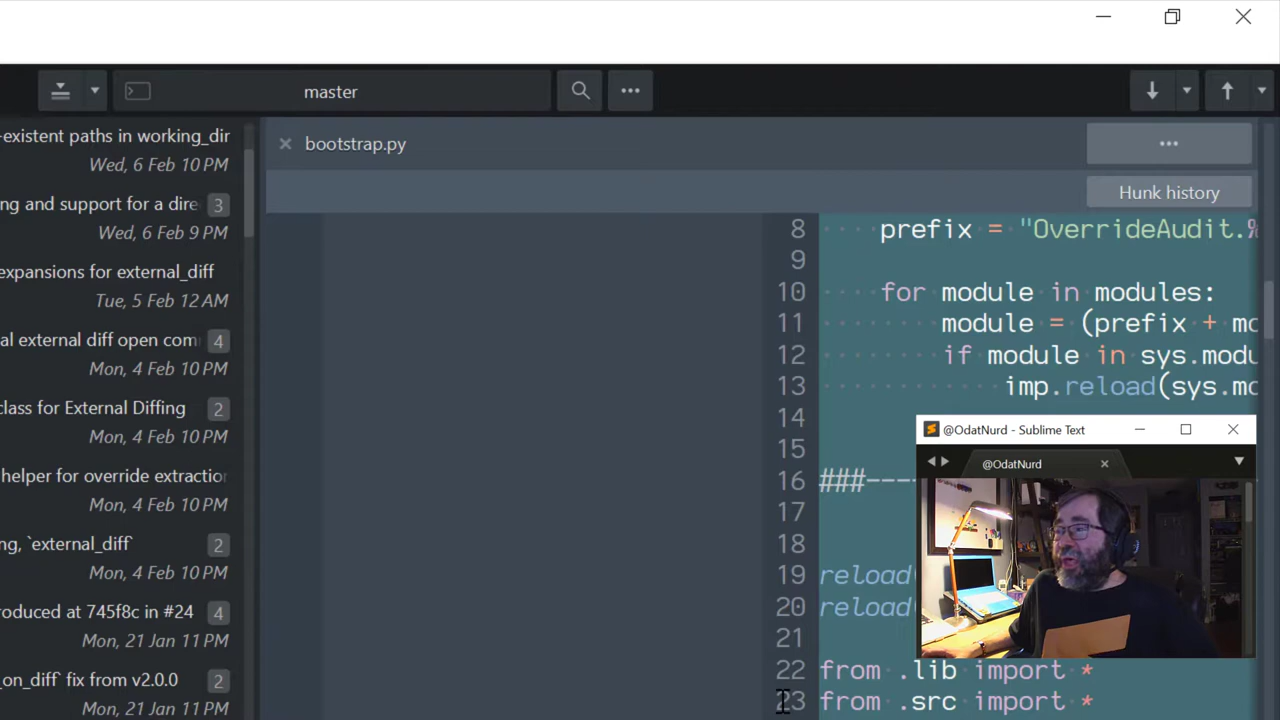 master
-existent paths in working_dir
Wed, 6 Feb 10 PM
ng and support for a dire
3
Wed, 6 Feb 9 PM
expansions for external_diff
Tue, 5 Feb 12 AM
al external diff open com
4
Mon, 4 Feb 10 PM
class for External Diffing
2
Mon, 4 Feb 10 PM
helper for override extraction
Mon, 4 Feb 10 PM
ng, `external_diff`
2
Mon, 4 Feb 10 PM
roduced at 745f8c in #24
4
Mon, 21 Jan 11 PM
_on_diff` fix from v2.0.0
2
Mon, 21 Jan 11 PM
bootstrap.py
Hunk history
8 prefix = "OverrideAudit.%
9
10 for module in modules:
11 module = (prefix + mo
12 if module in sys.modu
13 imp.reload(sys.mo
14
15
16 ###----
17
18
19 reload(
20 reload(
21
22 from .lib import *
23 from .src import *
@OdatNurd - Sublime Text
@OdatNurd